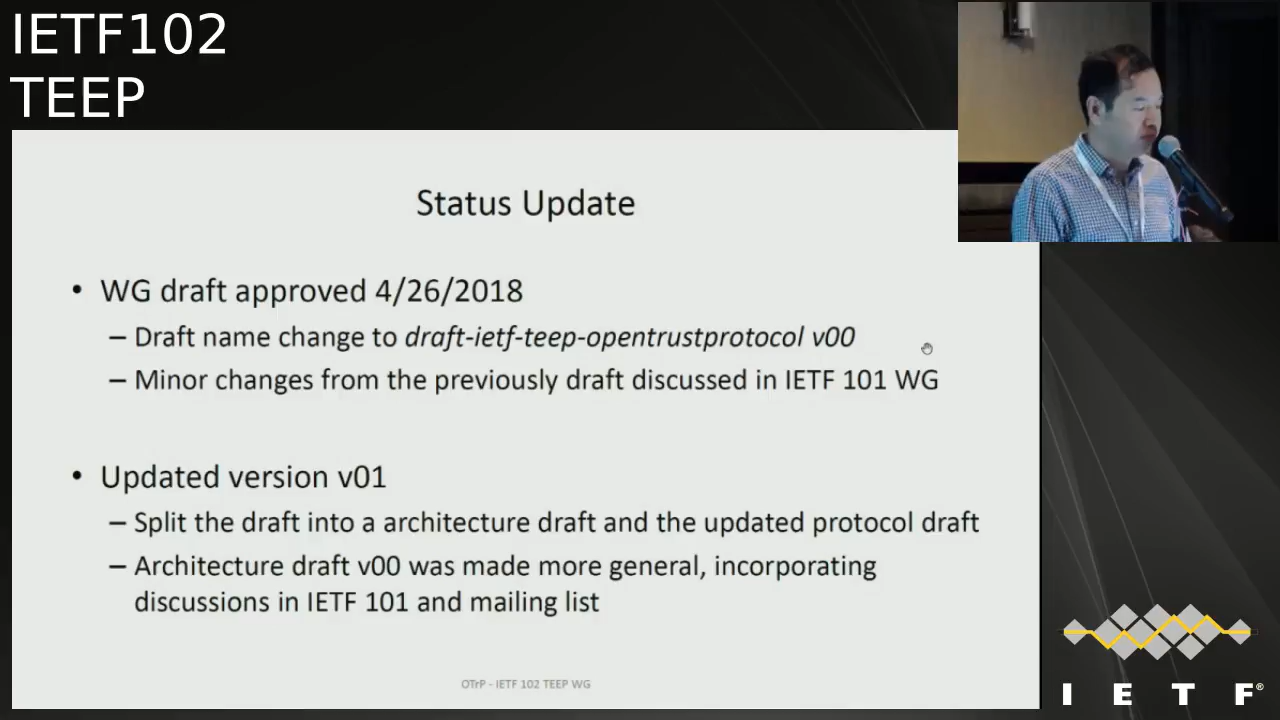 IETF102
TEEP
Status Update
• WG draft approved 4/26/2018
– Draft name change to draft-ietf-teep-opentrustprotocol v00
– Minor changes from the previously draft discussed in IETF 101 WG
• Updated version v01
– Split the draft into a architecture draft and the updated protocol draft
– Architecture draft v00 was made more general, incorporating
discussions in IETF 101 and mailing list
OTrP - IETF 102 TEEP WG
I E T F®